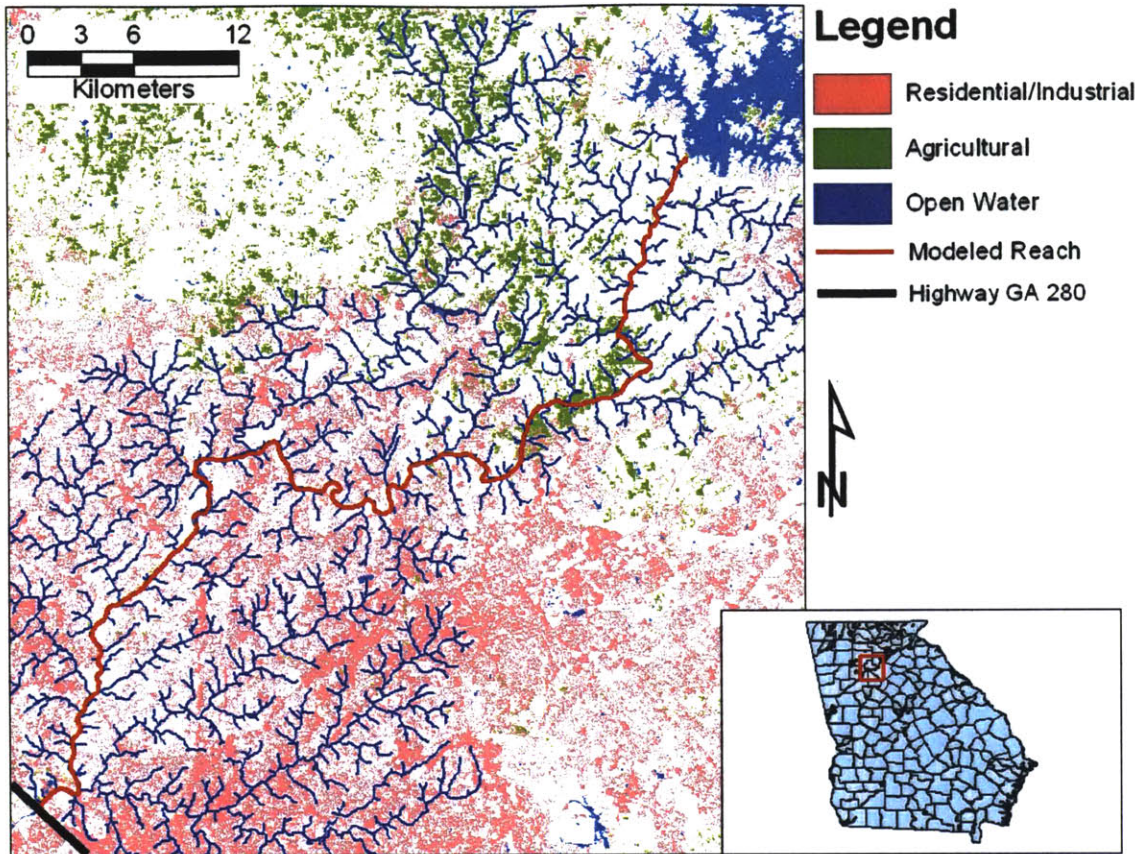 0 3 6 12
Kilometers
Legend
Residential/Industrial
Agricultural
Open Water
Modeled Reach
Highway GA 280
N